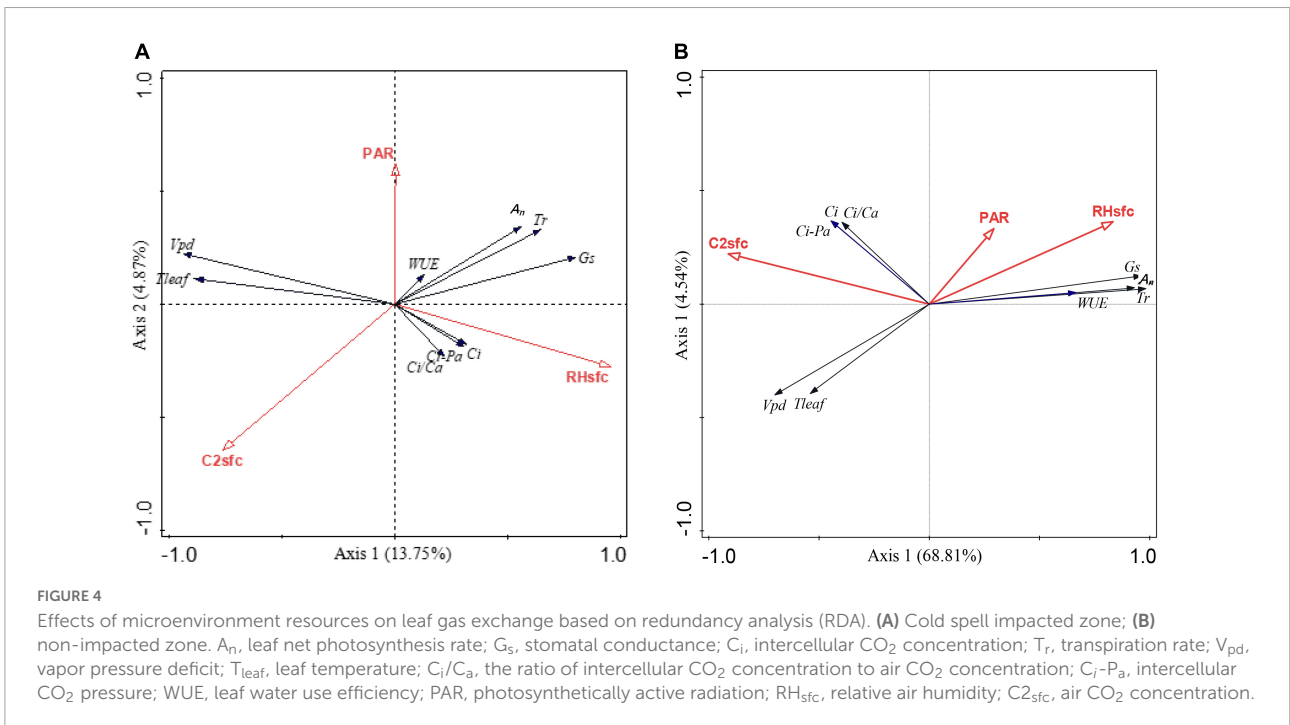 A
1.0
PAR
An
Tr
Gs
WUE
Vpd
Tleaf
Ci-Pa
Ci
Ci/Ca
RHsfc
C2sfc
Axis 2 (4.87%)
-1.0
-1.0
Axis 1 (13.75%)
1.0
B
1.0
Ci
Ci/Ca
Ci-Pa
PAR
RHsfc
C2sfc
Gs
An
Tr
WUE
Vpd
Tleaf
Axis 1 (4.54%)
-1.0
-1.0
Axis 1 (68.81%)
1.0
FIGURE 4
Effects of microenvironment resources on leaf gas exchange based on redundancy analysis (RDA). (A) Cold spell impacted zone; (B)
non-impacted zone. An, leaf net photosynthesis rate; Gs, stomatal conductance; Ci, intercellular CO2 concentration; Tr, transpiration rate; Vpd,
vapor pressure deficit; Tleaf, leaf temperature; Ci/Ca, the ratio of intercellular CO2 concentration to air CO2 concentration; Ci-Pa, intercellular
CO2 pressure; WUE, leaf water use efficiency; PAR, photosynthetically active radiation; RHsfc, relative air humidity; C2sfc, air CO2 concentration.